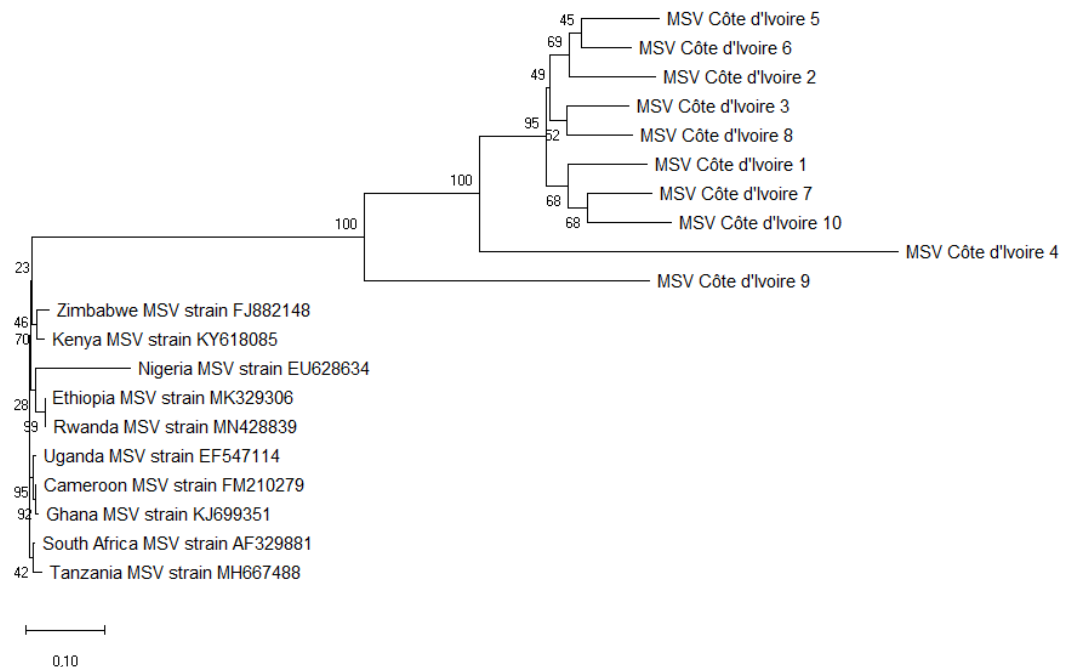 45
MSV Côte d'Ivoire 5
69
MSV Côte d'Ivoire 6
49
MSV Côte d'Ivoire 2
MSV Côte d'Ivoire 3
95
52
MSV Côte d'Ivoire 8
100
MSV Côte d'Ivoire 1
68
MSV Côte d'Ivoire 7
68
MSV Côte d'Ivoire 10
100
MSV Côte d'Ivoire 4
23
MSV Côte d'Ivoire 9
46
Zimbabwe MSV strain FJ882148
70
Kenya MSV strain KY618085
Nigeria MSV strain EU628634
28
Ethiopia MSV strain MK329306
99
Rwanda MSV strain MN428839
Uganda MSV strain EF547114
95
Cameroon MSV strain FM210279
92
Ghana MSV strain KJ699351
South Africa MSV strain AF329881
42
Tanzania MSV strain MH667488
0.10